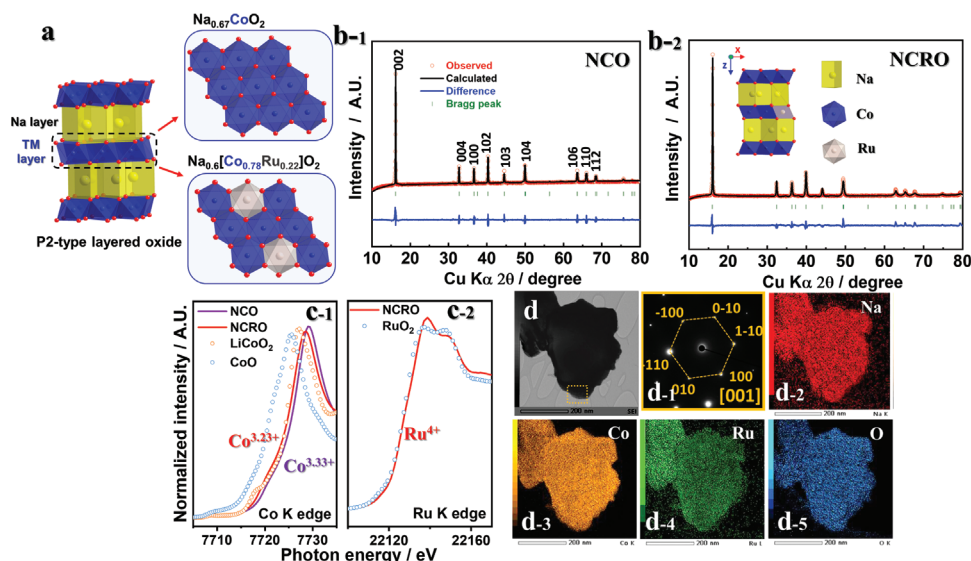 a
Na0.67CoO2
Na layer
TM
layer
Na0.6[Co0.78Ru0.22]O2
P2-type layered oxide
b-1
NCO
Observed
Calculated
Difference
Bragg peak
002
004
100
102
103
104
106
110
112
Intensity / A.U.
10 20 30 40 50 60 70 80
Cu Kα 2θ / degree
b-2
NCRO
x
z
Na
Co
Ru
Intensity / A.U.
10 20 30 40 50 60 70 80
Cu Kα 2θ / degree
c-1
NCO
NCRO
LiCoO2
CoO
Co3.23+
Co3.33+
Co K edge
Normalized intensity / A.U.
7710 7735
c-2
NCRO
RuO2
Ru4+
Ru K edge
22120 22160
Photon energy / eV
d
200 nm
SEI
-100
0-10
1-10
-110
010
100
d-1
[001]
Na
d-2
200 nm
Na K
Co
d-3
200 nm
Co K
Ru
d-4
200 nm
Ru L
O
d-5
200 nm
O K